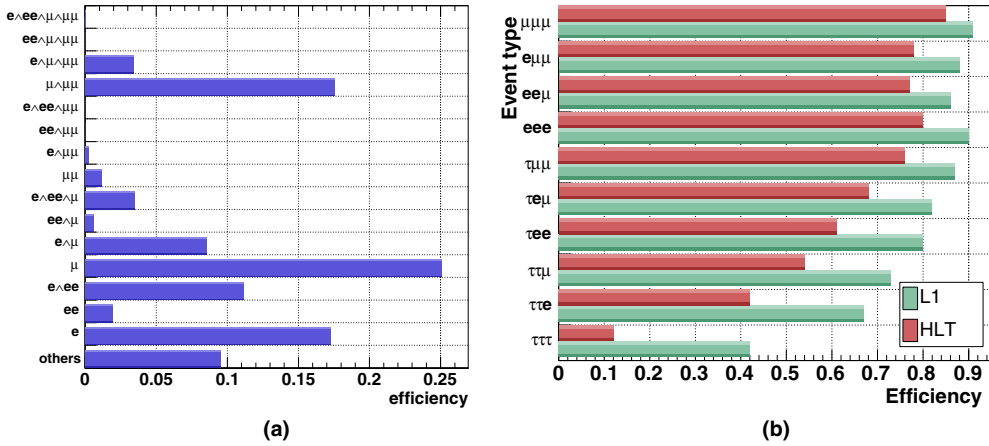 e∧ee∧μ∧μμ
ee∧μ∧μμ
e∧μ∧μμ
μ∧μμ
e∧ee∧μμ
ee∧μμ
e∧μμ
μμ
e∧ee∧μ
ee∧μ
e∧μ
μ
e∧ee
ee
e
others
0 0.05 0.1 0.15 0.2 0.25
efficiency
(a)
Event type
μμμ
eμμ
eeμ
eee
τμμ
τeμ
τee
ττμ
ττe
τττ
L1
HLT
0 0.1 0.2 0.3 0.4 0.5 0.6 0.7 0.8 0.9
Efficiency
(b)